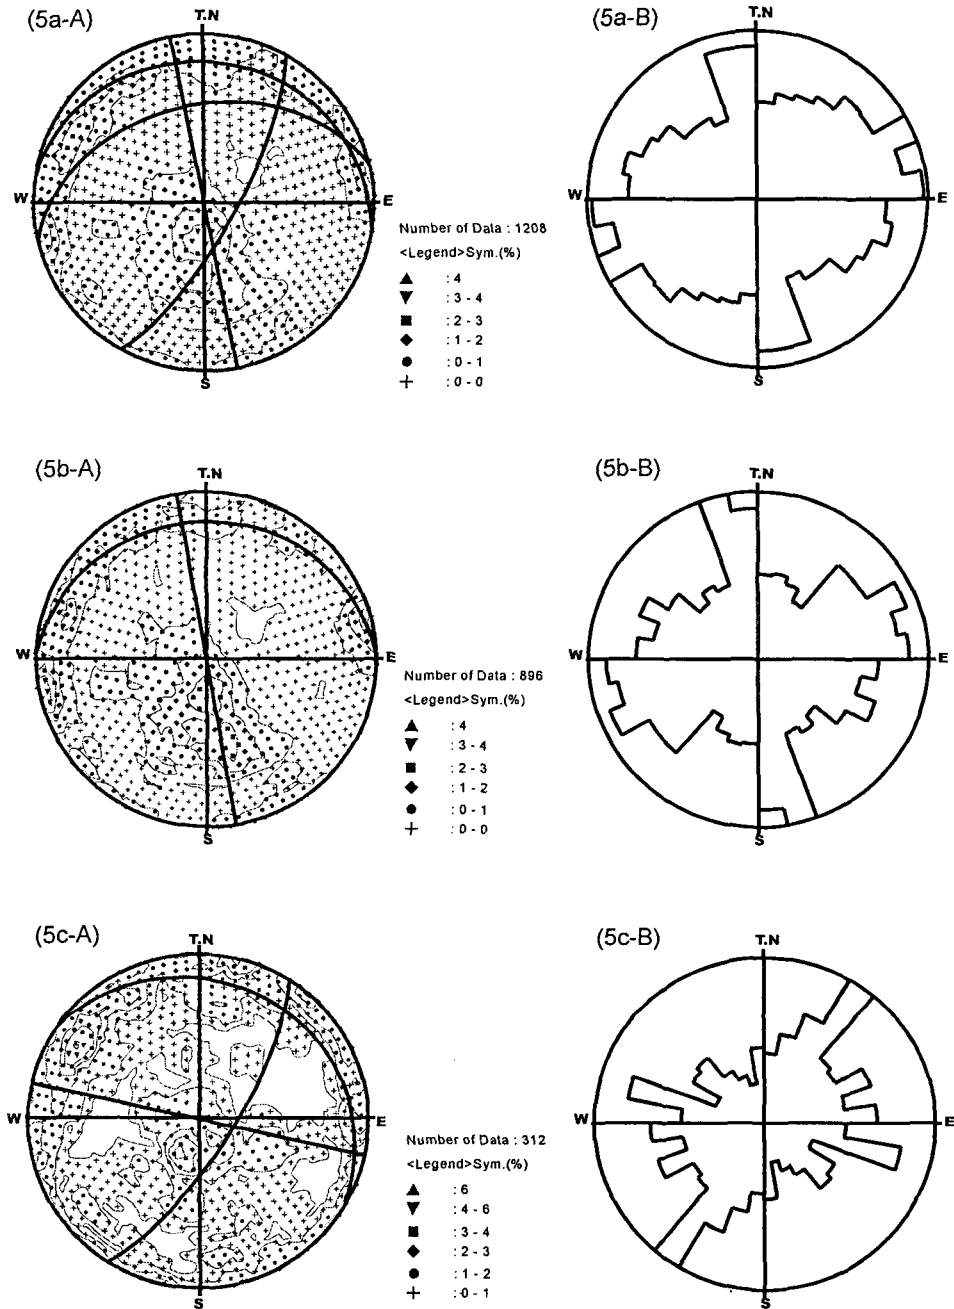 (5a-A)
T.N
W
E
S
Number of Data : 1208
<Legend>Sym.(%)
▲ : 4
▼ : 3 - 4
■ : 2 - 3
◆ : 1 - 2
● : 0 - 1
+ : 0 - 0
(5a-B)
T.N
W
E
S
(5b-A)
T.N
W
E
S
Number of Data : 896
<Legend>Sym.(%)
▲ : 4
▼ : 3 - 4
■ : 2 - 3
◆ : 1 - 2
● : 0 - 1
+ : 0 - 0
(5b-B)
T.N
W
E
S
(5c-A)
T.N
W
E
S
Number of Data : 312
<Legend>Sym.(%)
▲ : 6
▼ : 4 - 6
■ : 3 - 4
◆ : 2 - 3
● : 1 - 2
+ : 0 - 1
(5c-B)
T.N
W
E
S